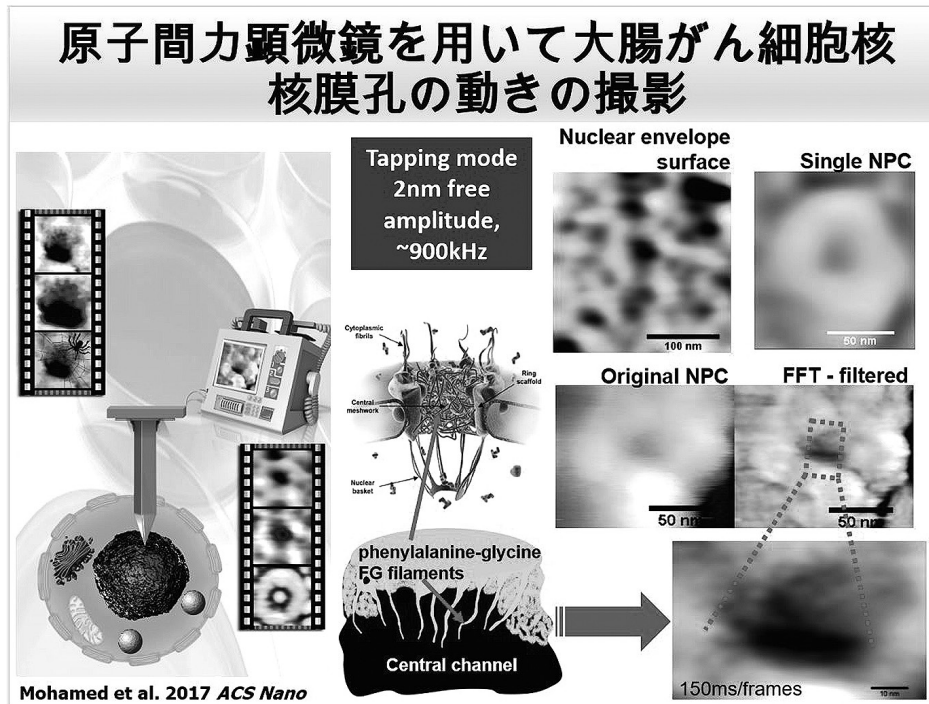 原子間力顕微鏡を用いて大腸がん細胞核
核膜孔の動きの撮影
Tapping mode
2nm free
amplitude,
~900kHz
Nuclear envelope
surface
100 nm
Single NPC
50 nm
Cytoplasmic
fibrils
Ring
scaffold
Central
meshwork
Nuclear
basket
Original NPC
50 nm
FFT - filtered
50 nm
phenylalanine-glycine
FG filaments
Central channel
150ms/frames
10 nm
Mohamed et al. 2017 ACS Nano